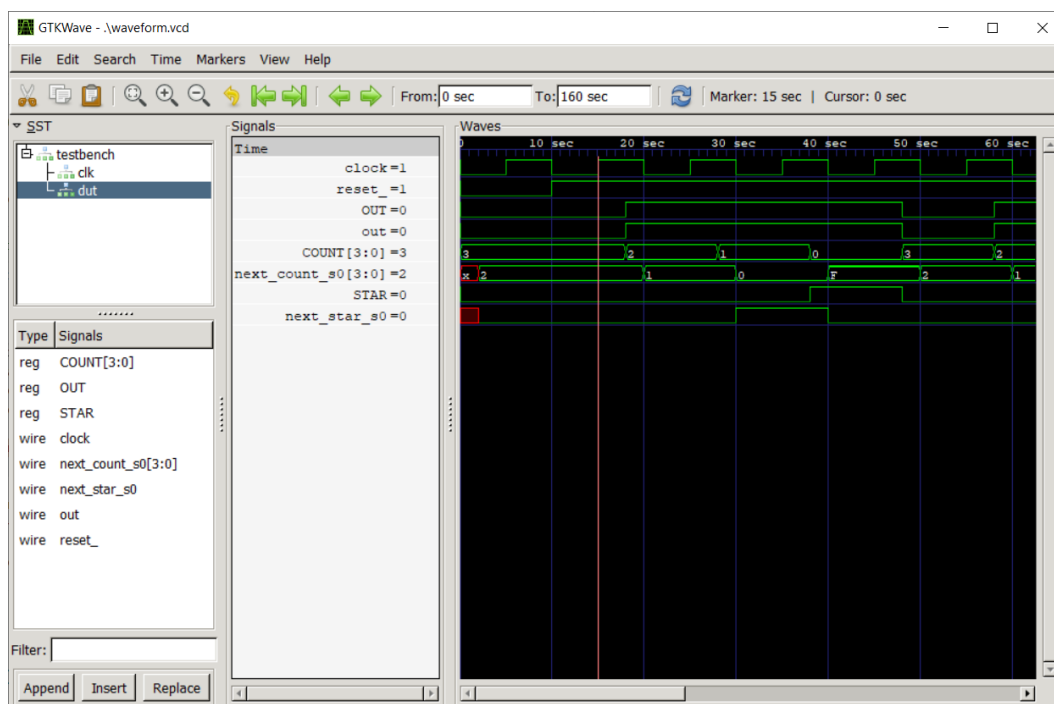 GTKWave - .\waveform.vcd
File Edit Search Time Markers View Help
From: 0 sec To: 160 sec Marker: 15 sec | Cursor: 0 sec
SST
testbench
clk
dut
Type Signals
reg COUNT[3:0]
reg OUT
reg STAR
wire clock
wire next_count_s0[3:0]
wire next_star_s0
wire out
wire reset_
Filter:
Append Insert Replace
Signals
Time
clock=1
reset_=1
OUT=0
out=0
COUNT[3:0]=3
next_count_s0[3:0]=2
STAR=0
next_star_s0=0
Waves
0 10 sec 20 sec 30 sec 40 sec 50 sec 60 sec
3 2 1 0 3 2
x 2 1 0 F 2 1